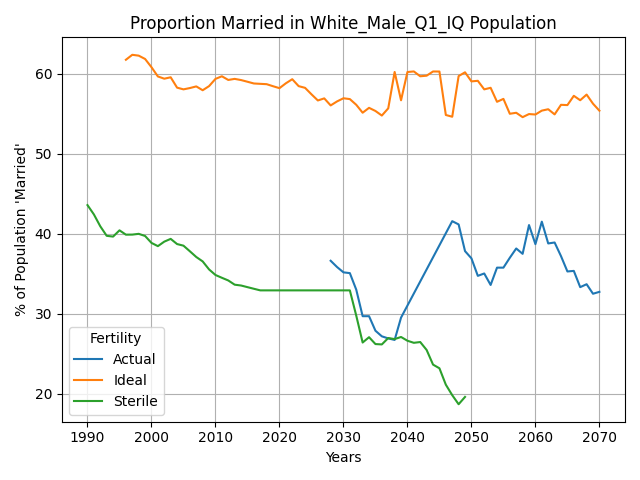 Proportion Married in White_Male_Q1_IQ Population
% of Population 'Married'
60
50
40
30
20
Fertility
Actual
Ideal
Sterile
1990 2000 2010 2020 2030 2040 2050 2060 2070
Years